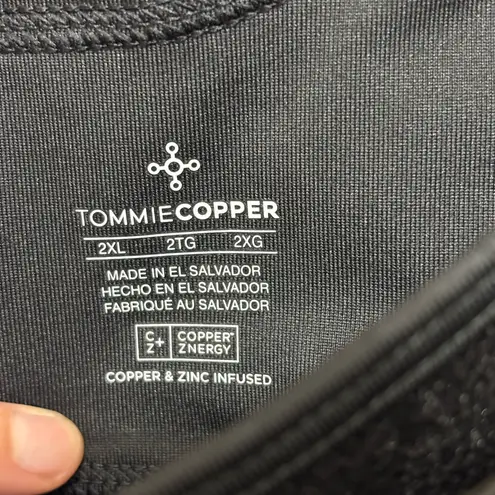 TOMMIECOPPER
2XL 2TG 2XG
MADE IN EL SALVADOR
HECHO EN EL SALVADOR
FABRIQUÉ AU SALVADOR
C Z+ COPPER ZNERGY
COPPER & ZINC INFUSED